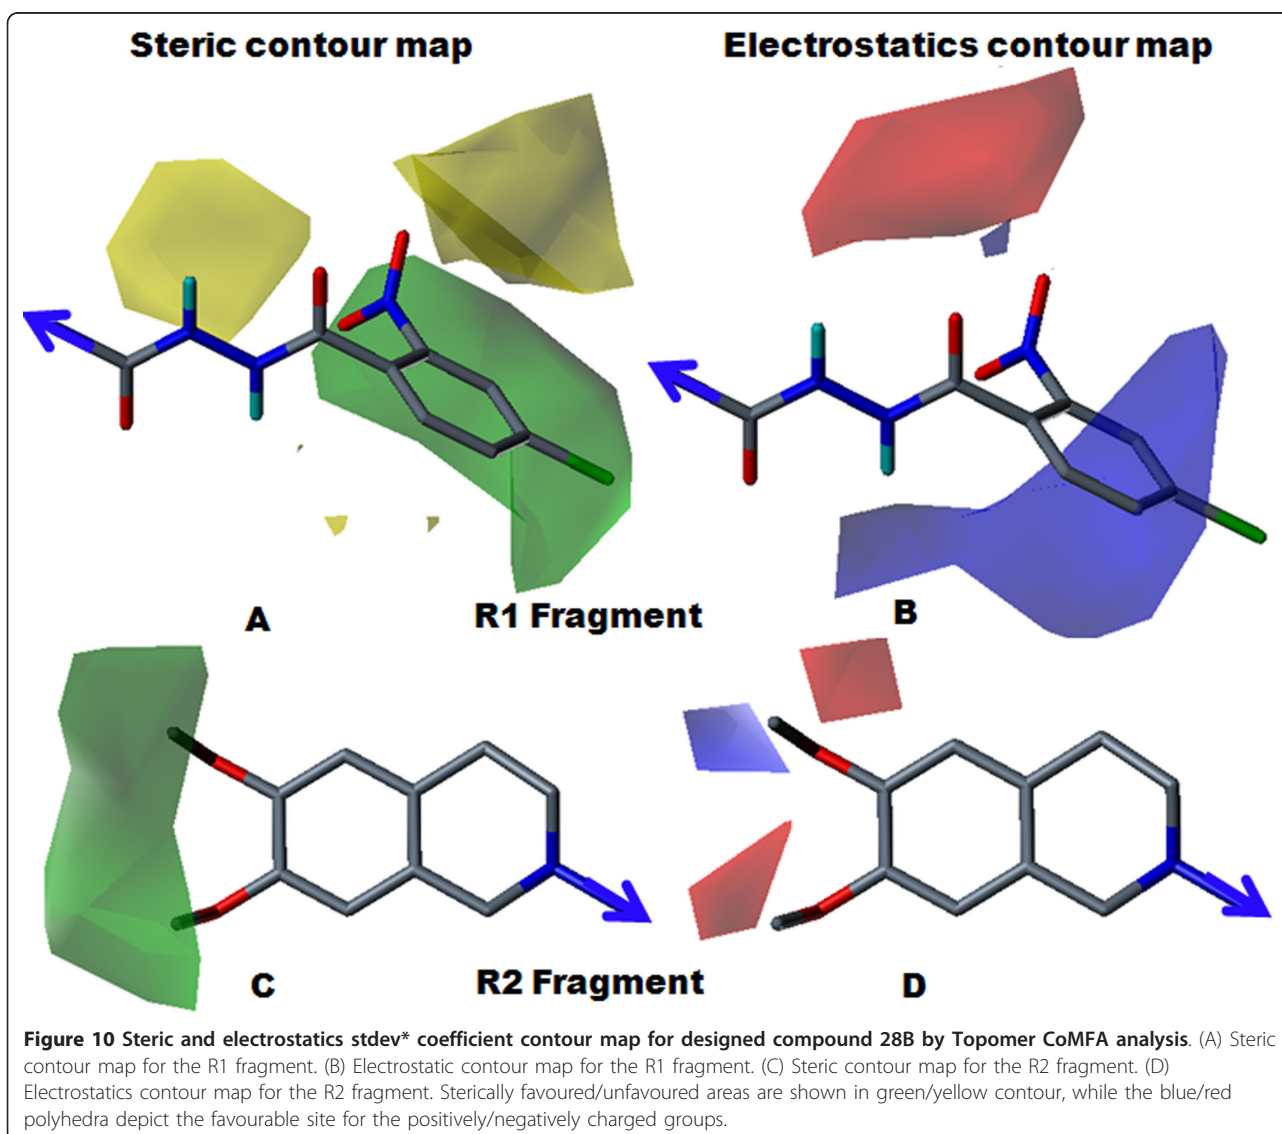 Steric contour map
Electrostatics contour map
A
R1 Fragment
B
C
R2 Fragment
D
Figure 10 Steric and electrostatics stdev* coefficient contour map for designed compound 28B by Topomer CoMFA analysis. (A) Steric
contour map for the R1 fragment. (B) Electrostatic contour map for the R1 fragment. (C) Steric contour map for the R2 fragment. (D)
Electrostatics contour map for the R2 fragment. Sterically favoured/unfavoured areas are shown in green/yellow contour, while the blue/red
polyhedra depict the favourable site for the positively/negatively charged groups.